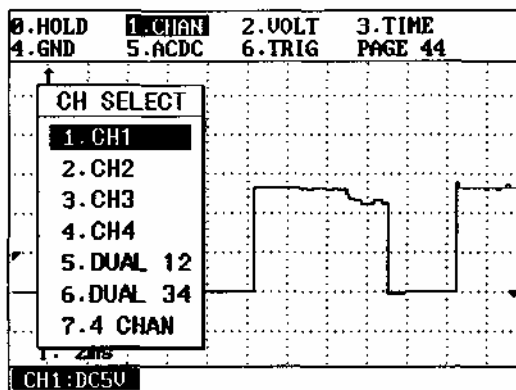 0.HOLD 1.CHAN 2.VOLT 3.TIME
4.GND 5.ACDC 6.TRIG PAGE 44
CH SELECT
1.CH1
2.CH2
3.CH3
4.CH4
5.DUAL 12
6.DUAL 34
7.4 CHAN
CH1:DC5V